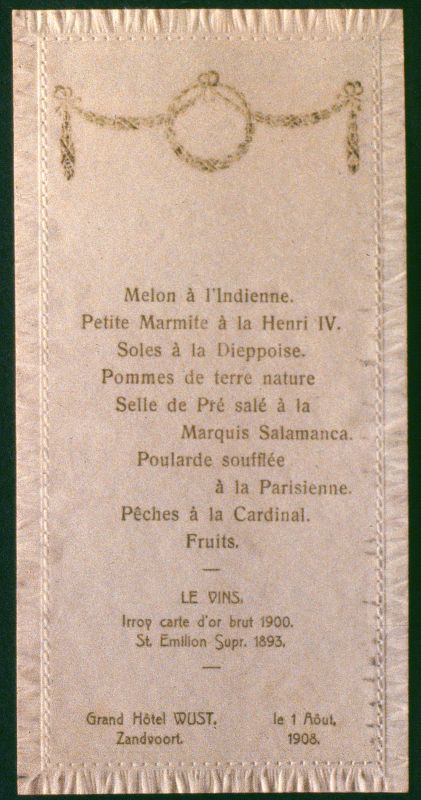 Melon à l'Indienne.
Petite Marmite à la Henri IV.
Soles à la Dieppoise.
Pommes de terre nature
Selle de Pré salé à la
Marquis Salamanca.
Poularde soufflée
à la Parisienne.
Pêches à la Cardinal.
Fruits.
LE VINS.
Irroy carte d'or brut 1900.
St. Emilion Supr. 1893.
Grand Hôtel WÜST. le 1 Aôut.
Zandvoort. 1908.